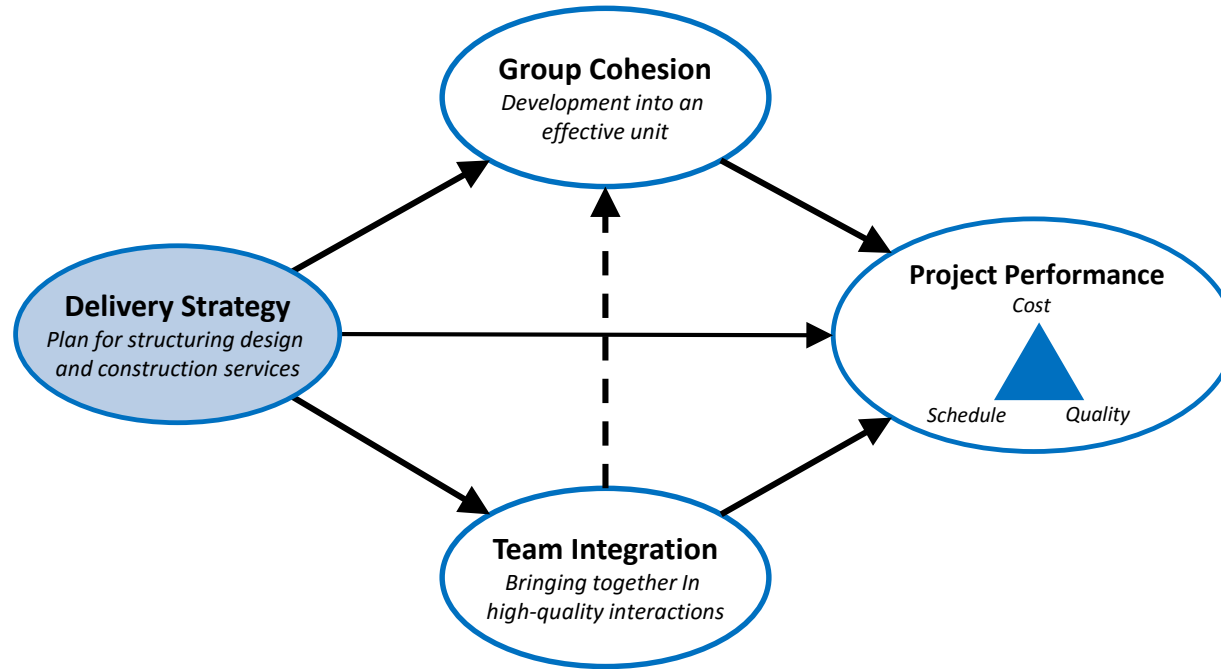 Group Cohesion
Development into an
effective unit
Delivery Strategy
Plan for structuring design
and construction services
Project Performance
Cost
Schedule
Quality
Team Integration
Bringing together In
high-quality interactions